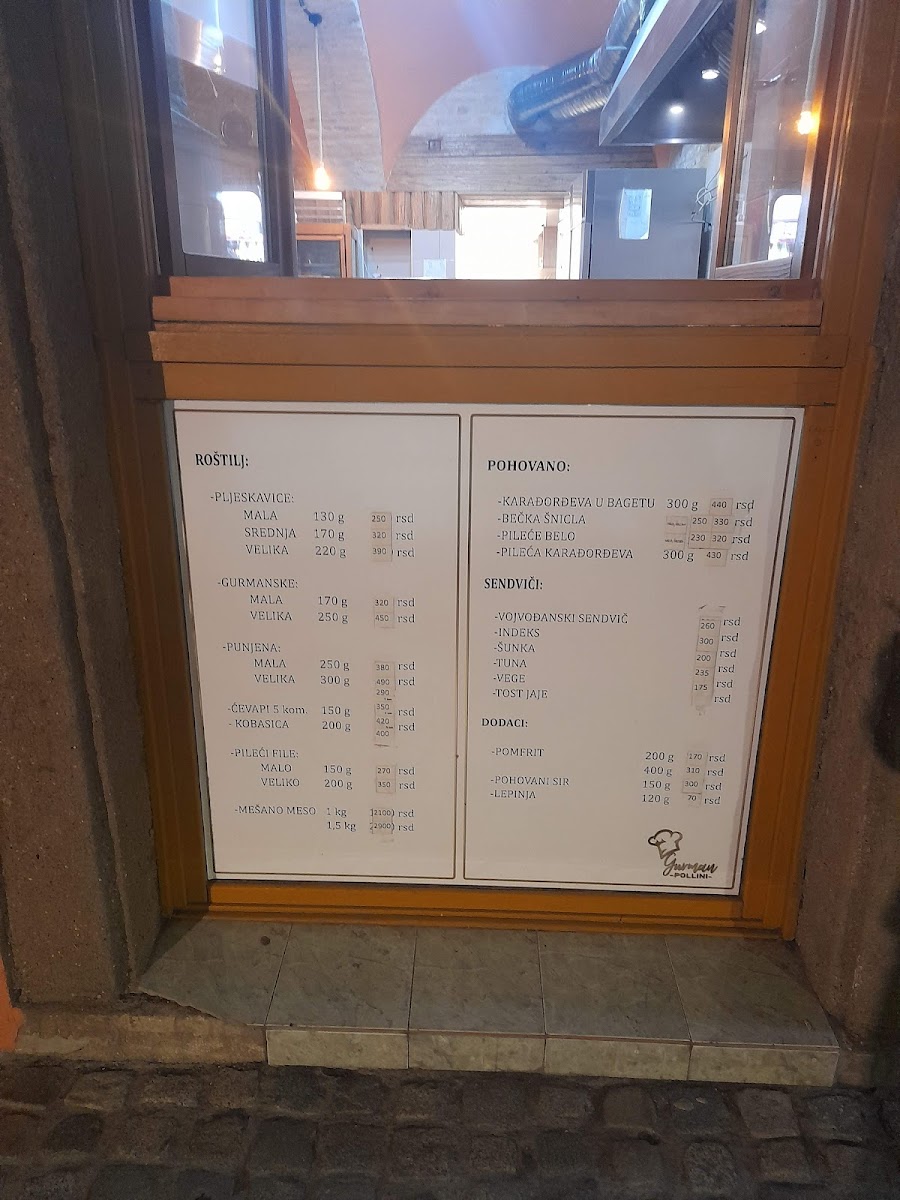 ROŠTILJ:
-PLJESKAVICE:
MALA 130 g 250 rsd
SREDNJA 170 g 320 rsd
VELIKA 220 g 390 rsd
-GURMANSKE:
MALA 170 g 320 rsd
VELIKA 250 g 450 rsd
-PUNJENA:
MALA 250 g 380 rsd
VELIKA 300 g 490 rsd
290
-ĆEVAPI 5 kom. 150 g 350 rsd
- KOBASICA 200 g 420 rsd
400
-PILEĆI FILE:
MALO 150 g 270 rsd
VELIKO 200 g 350 rsd
-MEŠANO MESO 1 kg 2100 rsd
1,5 kg 2900 rsd
POHOVANO:
-KARAĐORĐEVA U BAGETU 300 g 440 rsd
-BEČKA ŠNICLA 250 330 rsd
-PILEĆE BELO 230 320 rsd
-PILEĆA KARAĐORĐEVA 300 g 430 rsd
SENDVIČI:
-VOJVOĐANSKI SENDVIČ 260 rsd
-INDEKS 300 rsd
-ŠUNKA 200 rsd
-TUNA 235 rsd
-VEGE 175 rsd
-TOST JAJE rsd
DODACI:
-POMFRIT 200 g 170 rsd
400 g 310 rsd
-POHOVANI SIR 150 g 300 rsd
-LEPINJA 120 g 70 rsd
Gurman
-POLLINI-